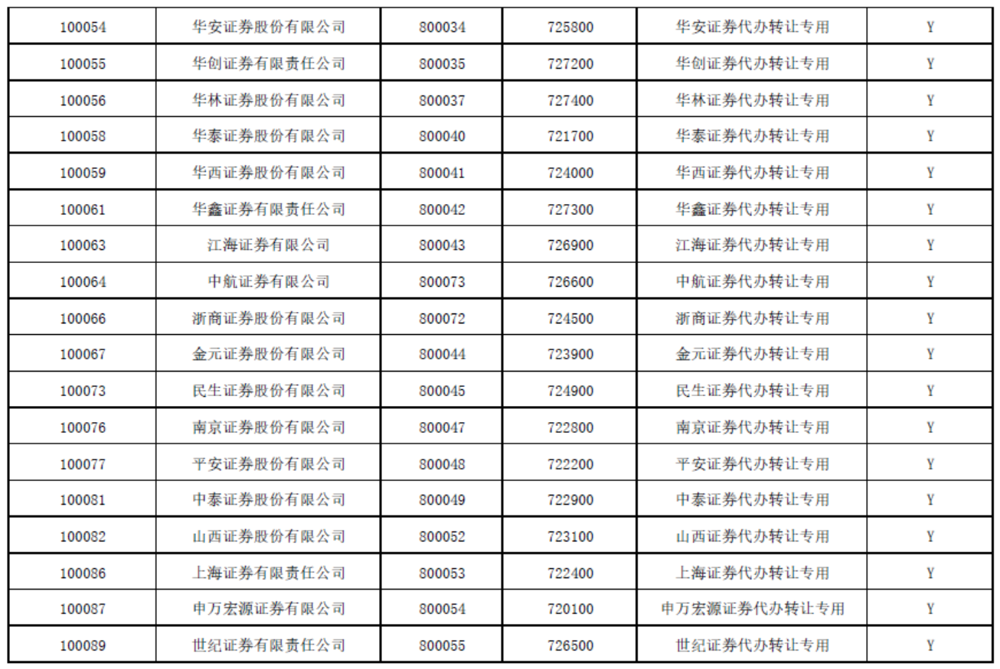 100054 华安证券股份有限公司 800034 725800 华安证券代办转让专用 Y
100055 华创证券有限责任公司 800035 727200 华创证券代办转让专用 Y
100056 华林证券股份有限公司 800037 727400 华林证券代办转让专用 Y
100058 华泰证券股份有限公司 800040 721700 华泰证券代办转让专用 Y
100059 华西证券股份有限公司 800041 724000 华西证券代办转让专用 Y
100061 华鑫证券有限责任公司 800042 727300 华鑫证券代办转让专用 Y
100063 江海证券有限公司 800043 726900 江海证券代办转让专用 Y
100064 中航证券有限公司 800073 726600 中航证券代办转让专用 Y
100066 浙商证券股份有限公司 800072 724500 浙商证券代办转让专用 Y
100067 金元证券股份有限公司 800044 723900 金元证券代办转让专用 Y
100073 民生证券股份有限公司 800045 724900 民生证券代办转让专用 Y
100076 南京证券股份有限公司 800047 722800 南京证券代办转让专用 Y
100077 平安证券股份有限公司 800048 722200 平安证券代办转让专用 Y
100081 中泰证券股份有限公司 800049 722900 中泰证券代办转让专用 Y
100082 山西证券股份有限公司 800052 723100 山西证券代办转让专用 Y
100086 上海证券有限责任公司 800053 722400 上海证券代办转让专用 Y
100087 申万宏源证券有限公司 800054 720100 申万宏源证券代办转让专用 Y
100089 世纪证券有限责任公司 800055 726500 世纪证券代办转让专用 Y